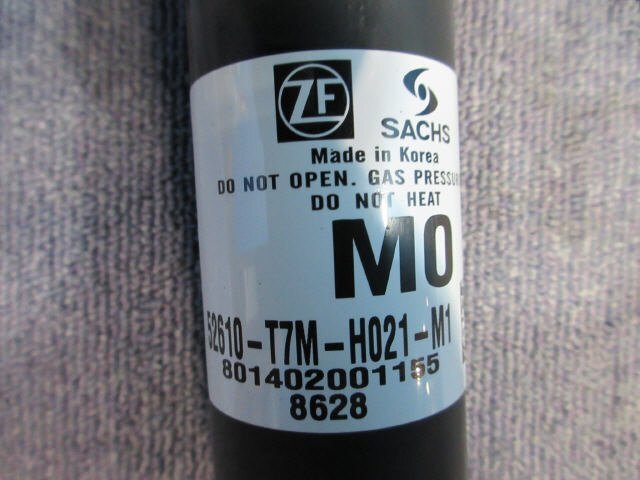 ZF
SACHS
Made in Korea
DO NOT OPEN. GAS PRESSUR
DO NOT HEAT
M0
52610-T7M-H021-M1
801402001155
8628